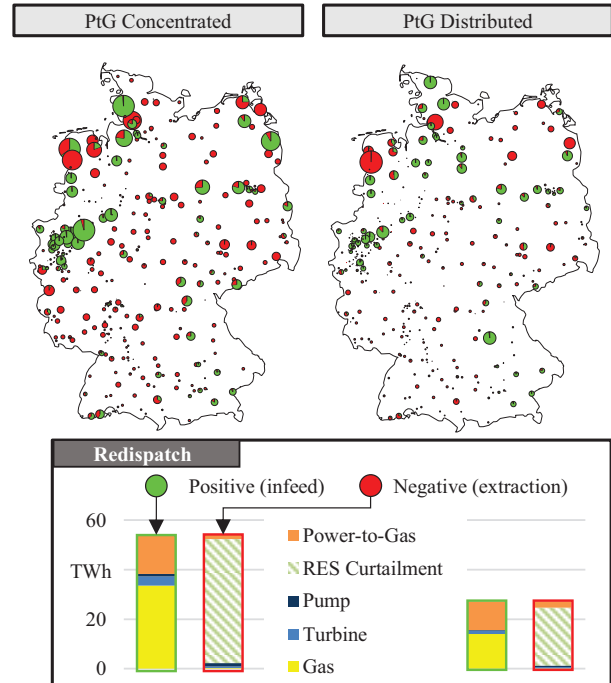 PtG Concentrated
PtG Distributed
Redispatch
Positive (infeed)
Negative (extraction)
60
TWh
20
0
Power-to-Gas
RES Curtailment
Pump
Turbine
Gas